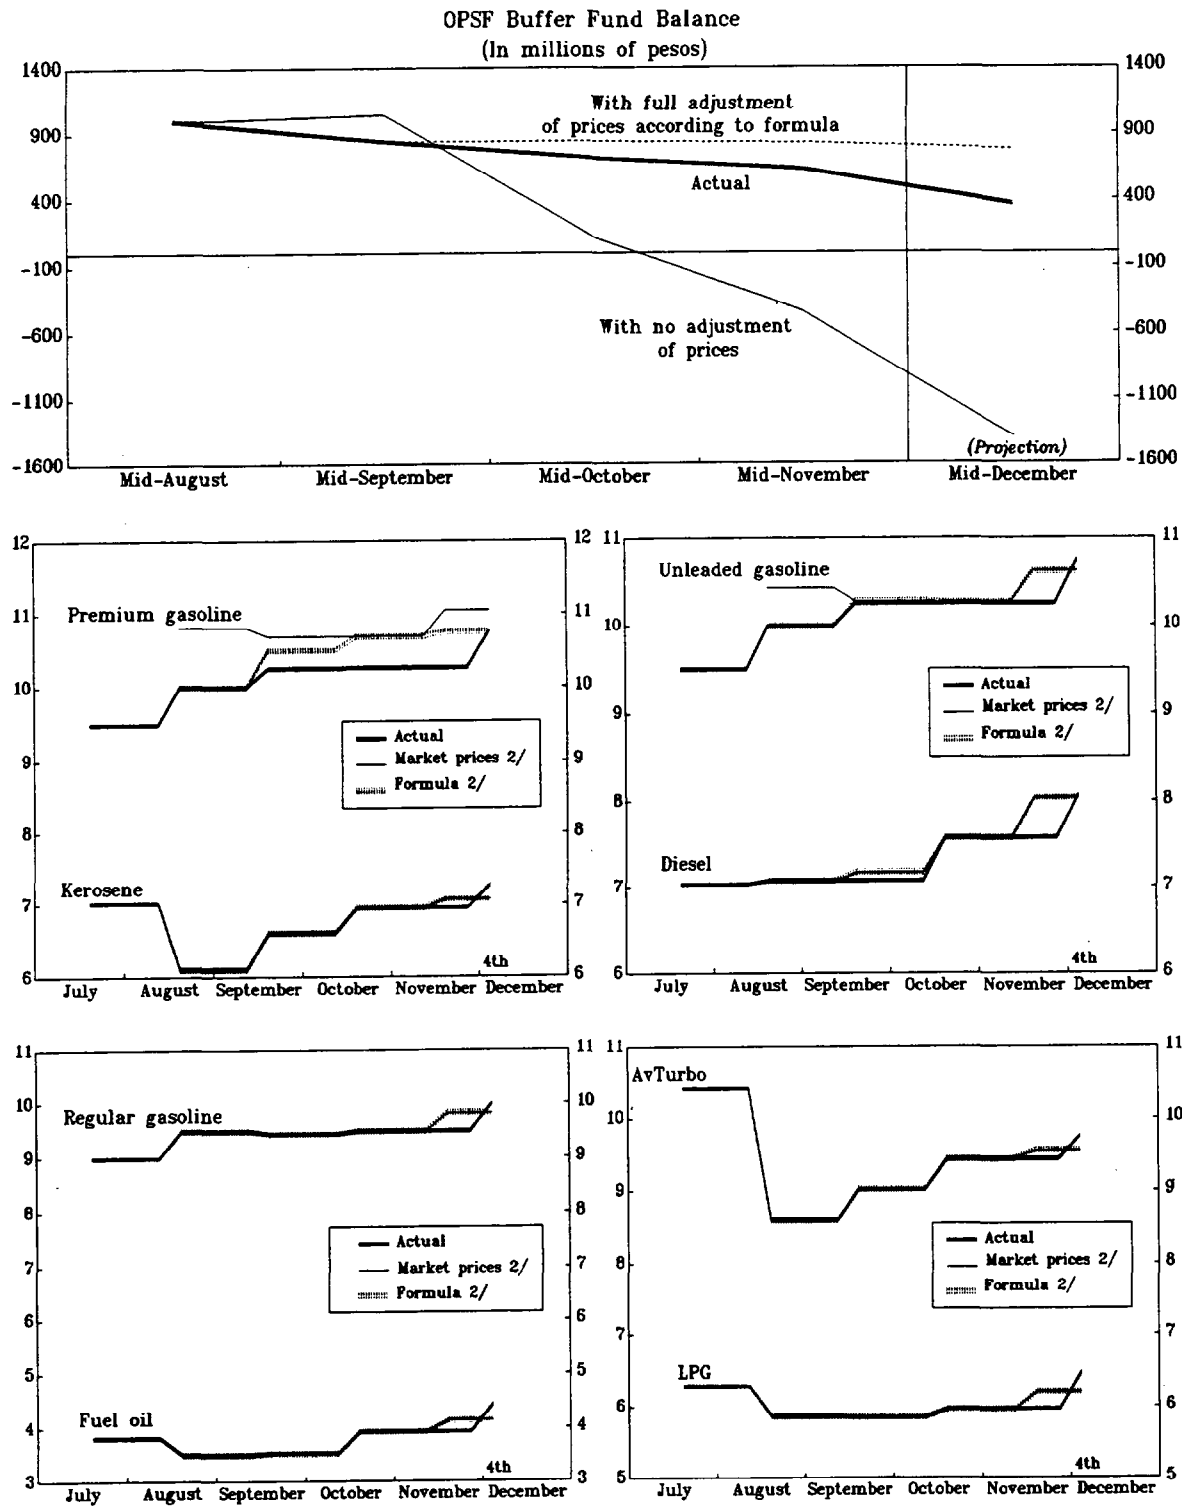 OPSF Buffer Fund Balance
(In millions of pesos)
1400
900
400
-100
-600
-1100
-1600
1400
900
400
-100
-600
-1100
-1600
With full adjustment
of prices according to formula
Actual
With no adjustment
of prices
(Projection)
Mid-August Mid-September Mid-October Mid-November Mid-December
12
11
10
9
8
7
6
12
11
10
9
8
7
6
Premium gasoline
Actual
Market prices 2/
Formula 2/
Kerosene
4th
July August September October November December
11
10
9
8
7
6
11
10
9
8
7
6
Unleaded gasoline
Actual
Market prices 2/
Formula 2/
Diesel
4th
July August September October November December
11
10
9
8
7
6
5
4
3
11
10
9
8
7
6
5
4
3
Regular gasoline
Actual
Market prices 2/
Formula 2/
Fuel oil
4th
July August September October November December
11
10
9
8
7
6
5
11
10
9
8
7
6
5
AvTurbo
Actual
Market prices 2/
Formula 2/
LPG
4th
July August September October November December